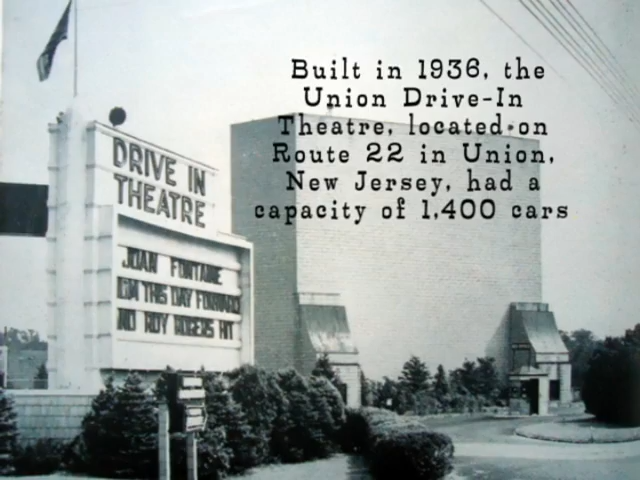 Built in 1936, the
Union Drive-In
Theatre, located on
Route 22 in Union,
New Jersey, had a
capacity of 1,400 cars
DRIVE IN
THEATRE
JOAN FONTAINE
ON THIS DAY FORWARD
NO ROY ROGERS HIT